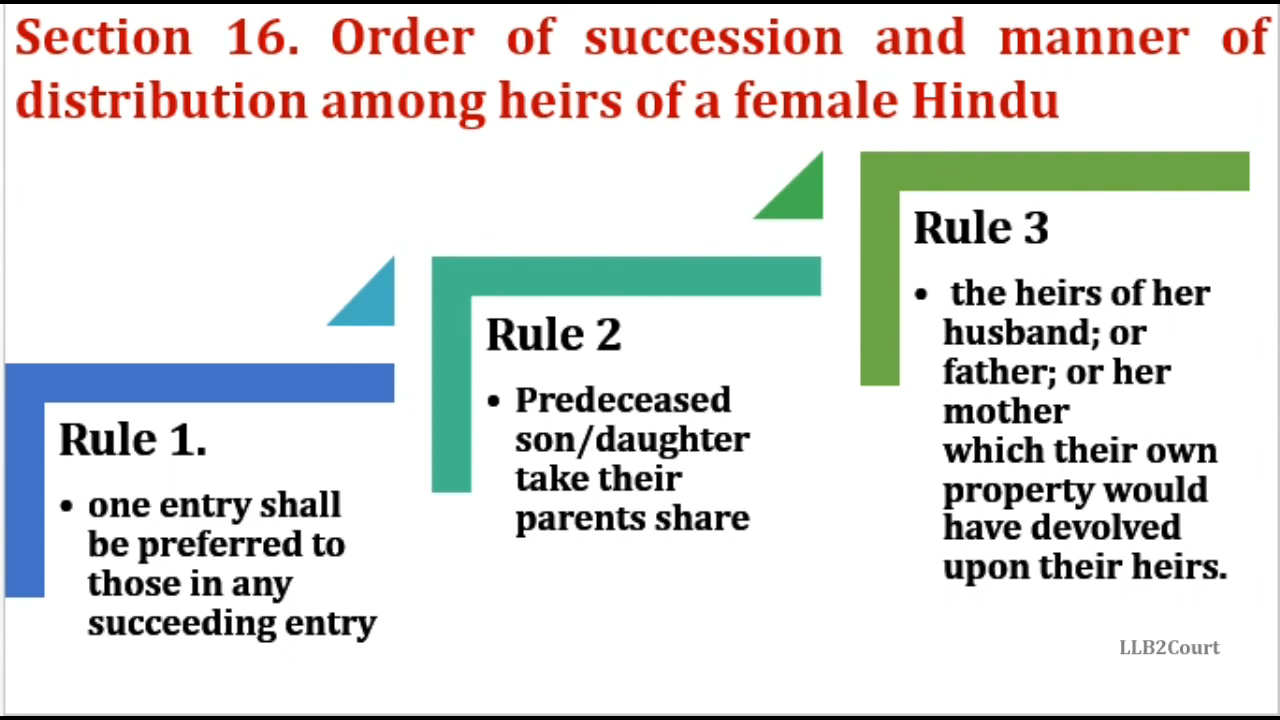 Section 16. Order of succession and manner of
distribution among heirs of a female Hindu
Rule 1.
• one entry shall
be preferred to
those in any
succeeding entry
Rule 2
• Predeceased
son/daughter
take their
parents share
Rule 3
• the heirs of her
husband; or
father; or her
mother
which their own
property would
have devolved
upon their heirs.
LLB2Court